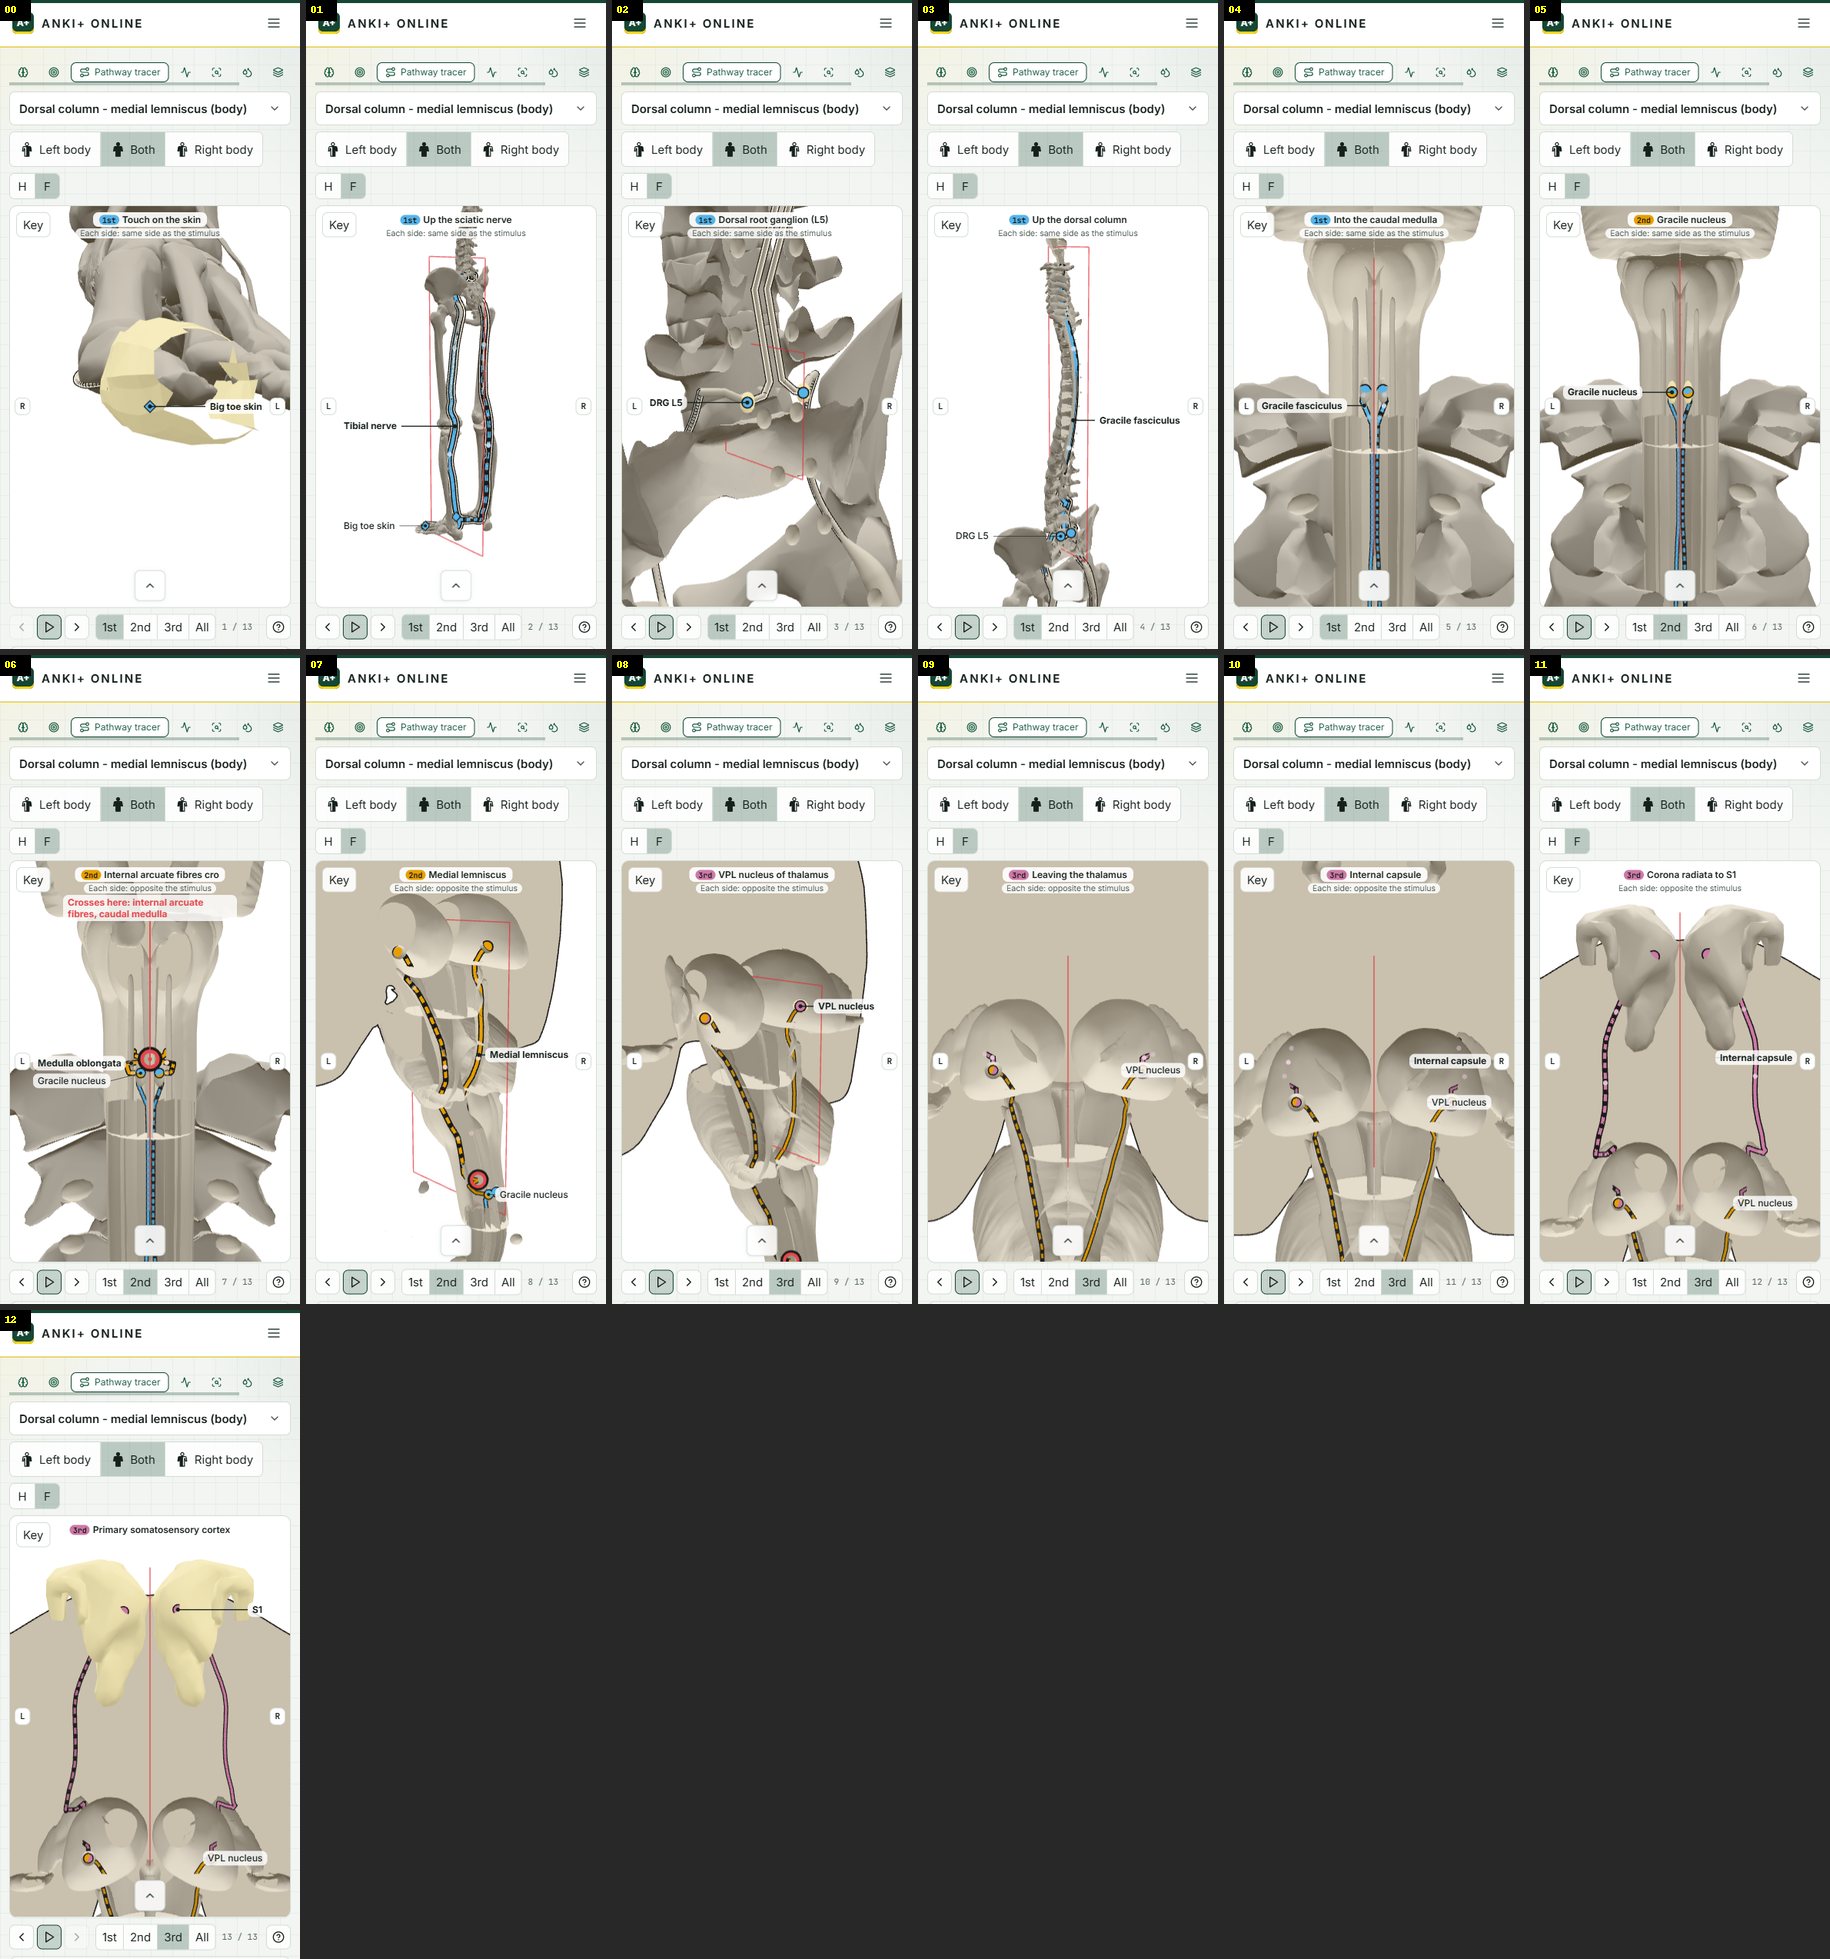 00
A+ ANKI+ ONLINE
Pathway tracer
Dorsal column - medial lemniscus (body)
Left body Both Right body
H F
Key
1st Touch on the skin
Each side: same side as the stimulus
R
Big toe skin L
1st 2nd 3rd All 1 / 13
01
ANKI+ ONLINE
Pathway tracer
Dorsal column - medial lemniscus (body)
Left body Both Right body
H F
Key
1st Up the sciatic nerve
Each side: same side as the stimulus
L R
Tibial nerve
Big toe skin
1st 2nd 3rd All 2 / 13
02
ANKI+ ONLINE
Pathway tracer
Dorsal column - medial lemniscus (body)
Left body Both Right body
H F
Key
1st Dorsal root ganglion (L5)
Each side: same side as the stimulus
L DRG L5 R
1st 2nd 3rd All 3 / 13
03
ANKI+ ONLINE
Pathway tracer
Dorsal column - medial lemniscus (body)
Left body Both Right body
H F
Key
1st Up the dorsal column
Each side: same side as the stimulus
L R
Gracile fasciculus
DRG L5
1st 2nd 3rd All 4 / 13
04
ANKI+ ONLINE
Pathway tracer
Dorsal column - medial lemniscus (body)
Left body Both Right body
H F
Key
1st Into the caudal medulla
Each side: same side as the stimulus
L Gracile fasciculus R
1st 2nd 3rd All 5 / 13
05
ANKI+ ONLINE
Pathway tracer
Dorsal column - medial lemniscus (body)
Left body Both Right body
H F
Key
2nd Gracile nucleus
Each side: same side as the stimulus
Gracile nucleus
L R
1st 2nd 3rd All 6 / 13
06
ANKI+ ONLINE
Pathway tracer
Dorsal column - medial lemniscus (body)
Left body Both Right body
H F
Key
2nd Internal arcuate fibres cro
Each side: opposite the stimulus
Crosses here: internal arcuate
fibres, caudal medulla
L Medulla oblongata R
Gracile nucleus
1st 2nd 3rd All 7 / 13
07
ANKI+ ONLINE
Pathway tracer
Dorsal column - medial lemniscus (body)
Left body Both Right body
H F
Key
2nd Medial lemniscus
Each side: opposite the stimulus
Medial lemniscus
L R
Gracile nucleus
1st 2nd 3rd All 8 / 13
08
ANKI+ ONLINE
Pathway tracer
Dorsal column - medial lemniscus (body)
Left body Both Right body
H F
Key
3rd VPL nucleus of thalamus
Each side: opposite the stimulus
VPL nucleus
L R
1st 2nd 3rd All 9 / 13
09
ANKI+ ONLINE
Pathway tracer
Dorsal column - medial lemniscus (body)
Left body Both Right body
H F
Key
3rd Leaving the thalamus
Each side: opposite the stimulus
L R
VPL nucleus
1st 2nd 3rd All 10 / 13
10
ANKI+ ONLINE
Pathway tracer
Dorsal column - medial lemniscus (body)
Left body Both Right body
H F
Key
3rd Internal capsule
Each side: opposite the stimulus
L Internal capsule R
VPL nucleus
1st 2nd 3rd All 11 / 13
11
ANKI+ ONLINE
Pathway tracer
Dorsal column - medial lemniscus (body)
Left body Both Right body
H F
Key
3rd Corona radiata to S1
Each side: opposite the stimulus
L Internal capsule R
VPL nucleus
1st 2nd 3rd All 12 / 13
12
ANKI+ ONLINE
Pathway tracer
Dorsal column - medial lemniscus (body)
Left body Both Right body
H F
Key
3rd Primary somatosensory cortex
S1
L R
VPL nucleus
1st 2nd 3rd All 13 / 13